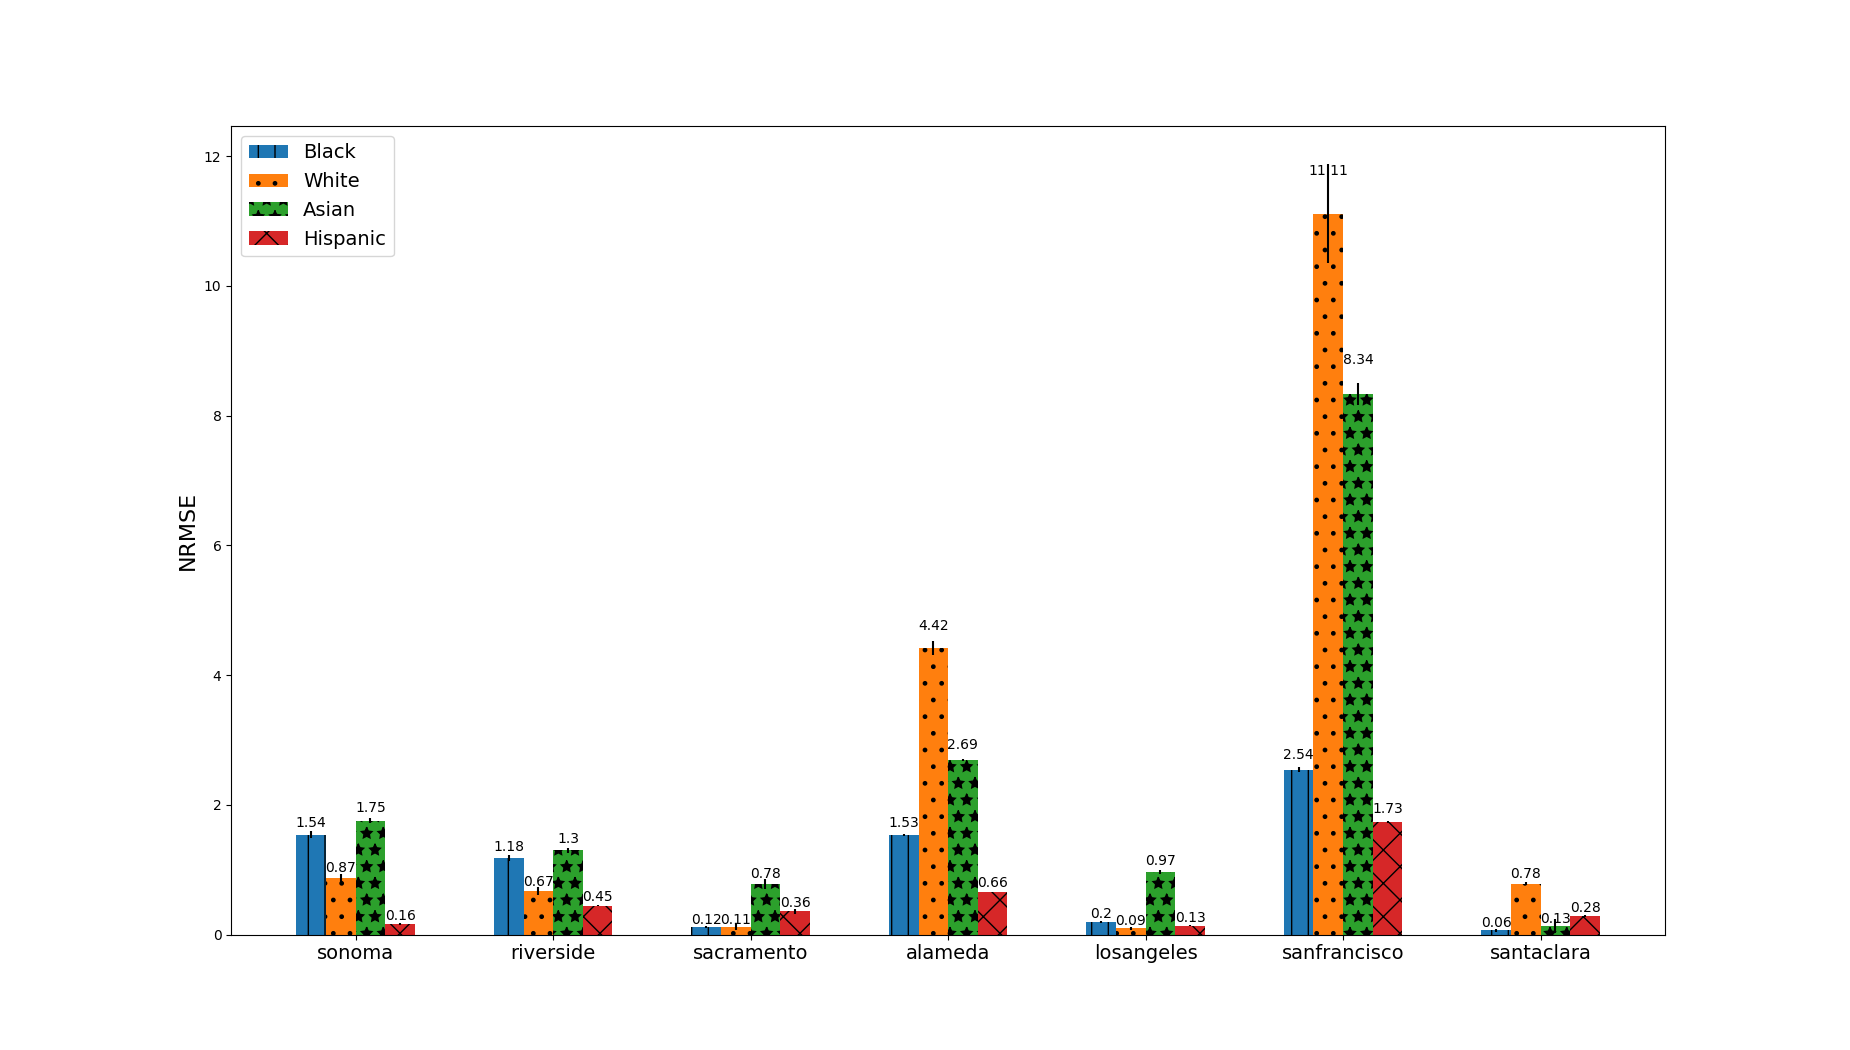 Black
White
Asian
Hispanic
NRMSE
12
10
8
6
4
2
0
1.54
0.87
1.75
0.16
1.18
0.67
1.3
0.45
0.12
0.11
0.78
0.36
1.53
4.42
2.69
0.66
0.2
0.09
0.97
0.13
2.54
11.11
8.34
1.73
0.06
0.78
0.13
0.28
sonoma
riverside
sacramento
alameda
losangeles
sanfrancisco
santaclara